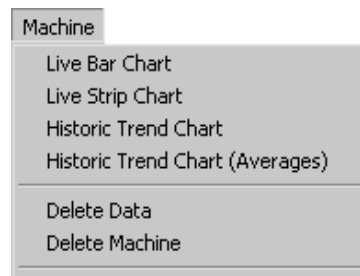 Machine
Live Bar Chart
Live Strip Chart
Historic Trend Chart
Historic Trend Chart (Averages)
Delete Data
Delete Machine